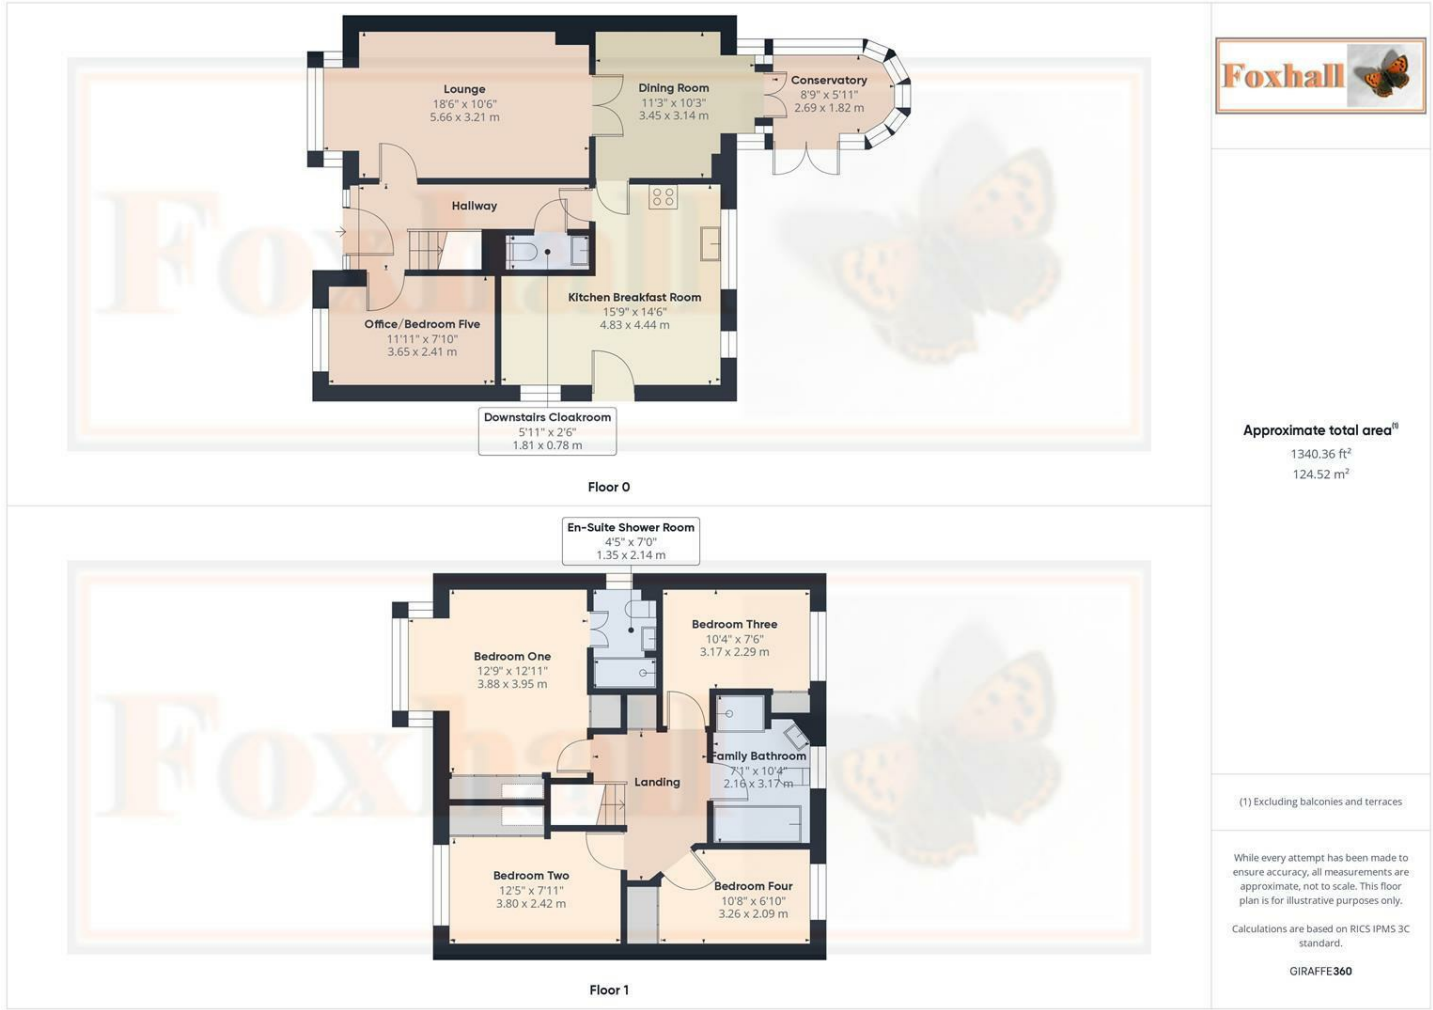 Lounge
18'6" x 10'6"
5.66 x 3.21 m
Dining Room
11'3" x 10'3"
3.45 x 3.14 m
Conservatory
8'9" x 5'11"
2.69 x 1.82 m
Hallway
Kitchen Breakfast Room
15'9" x 14'6"
4.83 x 4.44 m
Office/Bedroom Five
11'11" x 7'10"
3.65 x 2.41 m
Downstairs Cloakroom
5'11" x 2'6"
1.81 x 0.78 m
Foxhall
Floor 0
En-Suite Shower Room
4'5" x 7'0"
1.35 x 2.14 m
Bedroom Three
10'4" x 7'6"
3.17 x 2.29 m
Bedroom One
12'9" x 12'11"
3.88 x 3.95 m
Family Bathroom
7'1" x 10'4"
2.16 x 3.17 m
Landing
Bedroom Two
12'5" x 7'11"
3.80 x 2.42 m
Bedroom Four
10'8" x 6'10"
3.26 x 2.09 m
Foxhall
Floor 1
Foxhall
Approximate total area(1)
1340.36 ft²
124.52 m²
(1) Excluding balconies and terraces
While every attempt has been made to
ensure accuracy, all measurements are
approximate, not to scale. This floor
plan is for illustrative purposes only.
Calculations are based on RICS IPMS 3C
standard.
GIRAFFE360